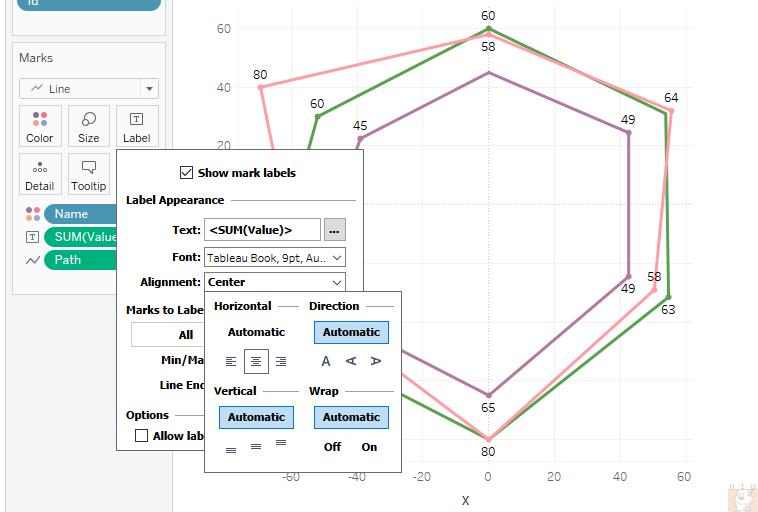 Id
Marks
Line
Color
Size
Label
Detail
Tooltip
Name
SUM(Value
Path
Show mark labels
Label Appearance
Text: <SUM(Value)> ...
Font: Tableau Book, 9pt, Au..
Alignment: Center
Marks to Labe
All
Min/Ma
Line End
Options
Allow lab
Horizontal
Direction
Automatic
Automatic
A A A
Vertical
Wrap
Automatic
Automatic
Off On
60
40
20
60
58
80
60
45
64
49
58
49
63
65
80
-60 -40 -20 0 20 40 60
X